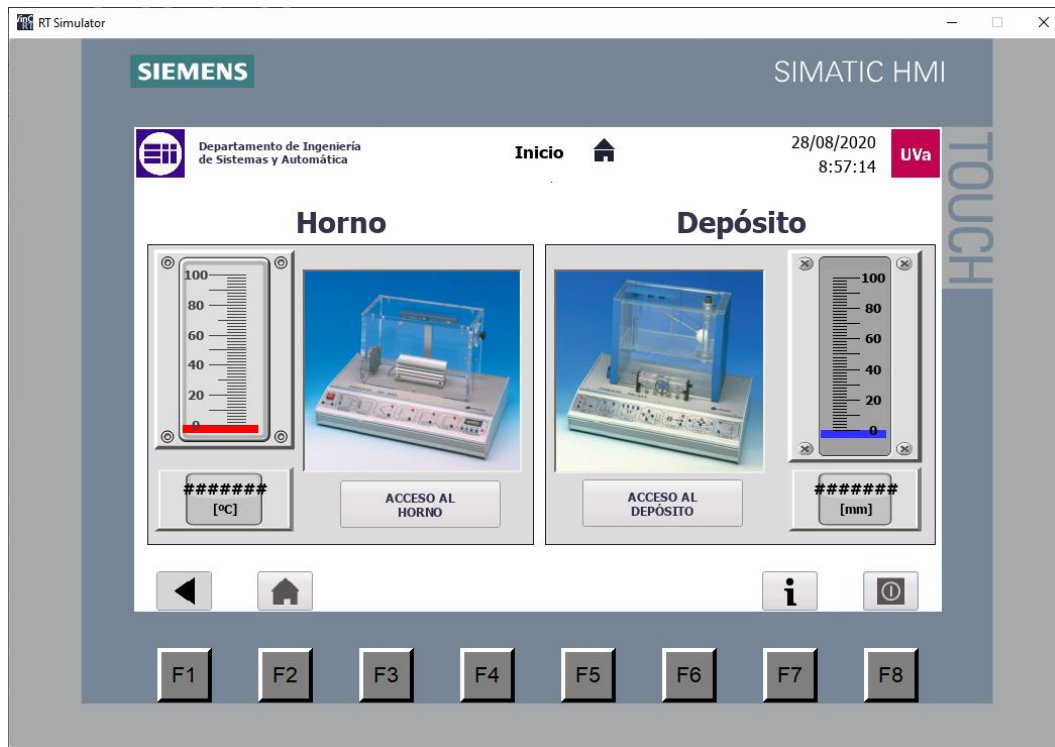 RT Simulator
SIEMENS
SIMATIC HMI
TOUCH
Departamento de Ingeniería
de Sistemas y Automática
Inicio
28/08/2020
8:57:14
UVa
Horno
Depósito
100
80
60
40
20
0
100
80
60
40
20
0
#######
[ºC]
ACCESO AL
HORNO
ACCESO AL
DEPÓSITO
#######
[mm]
i
F1
F2
F3
F4
F5
F6
F7
F8